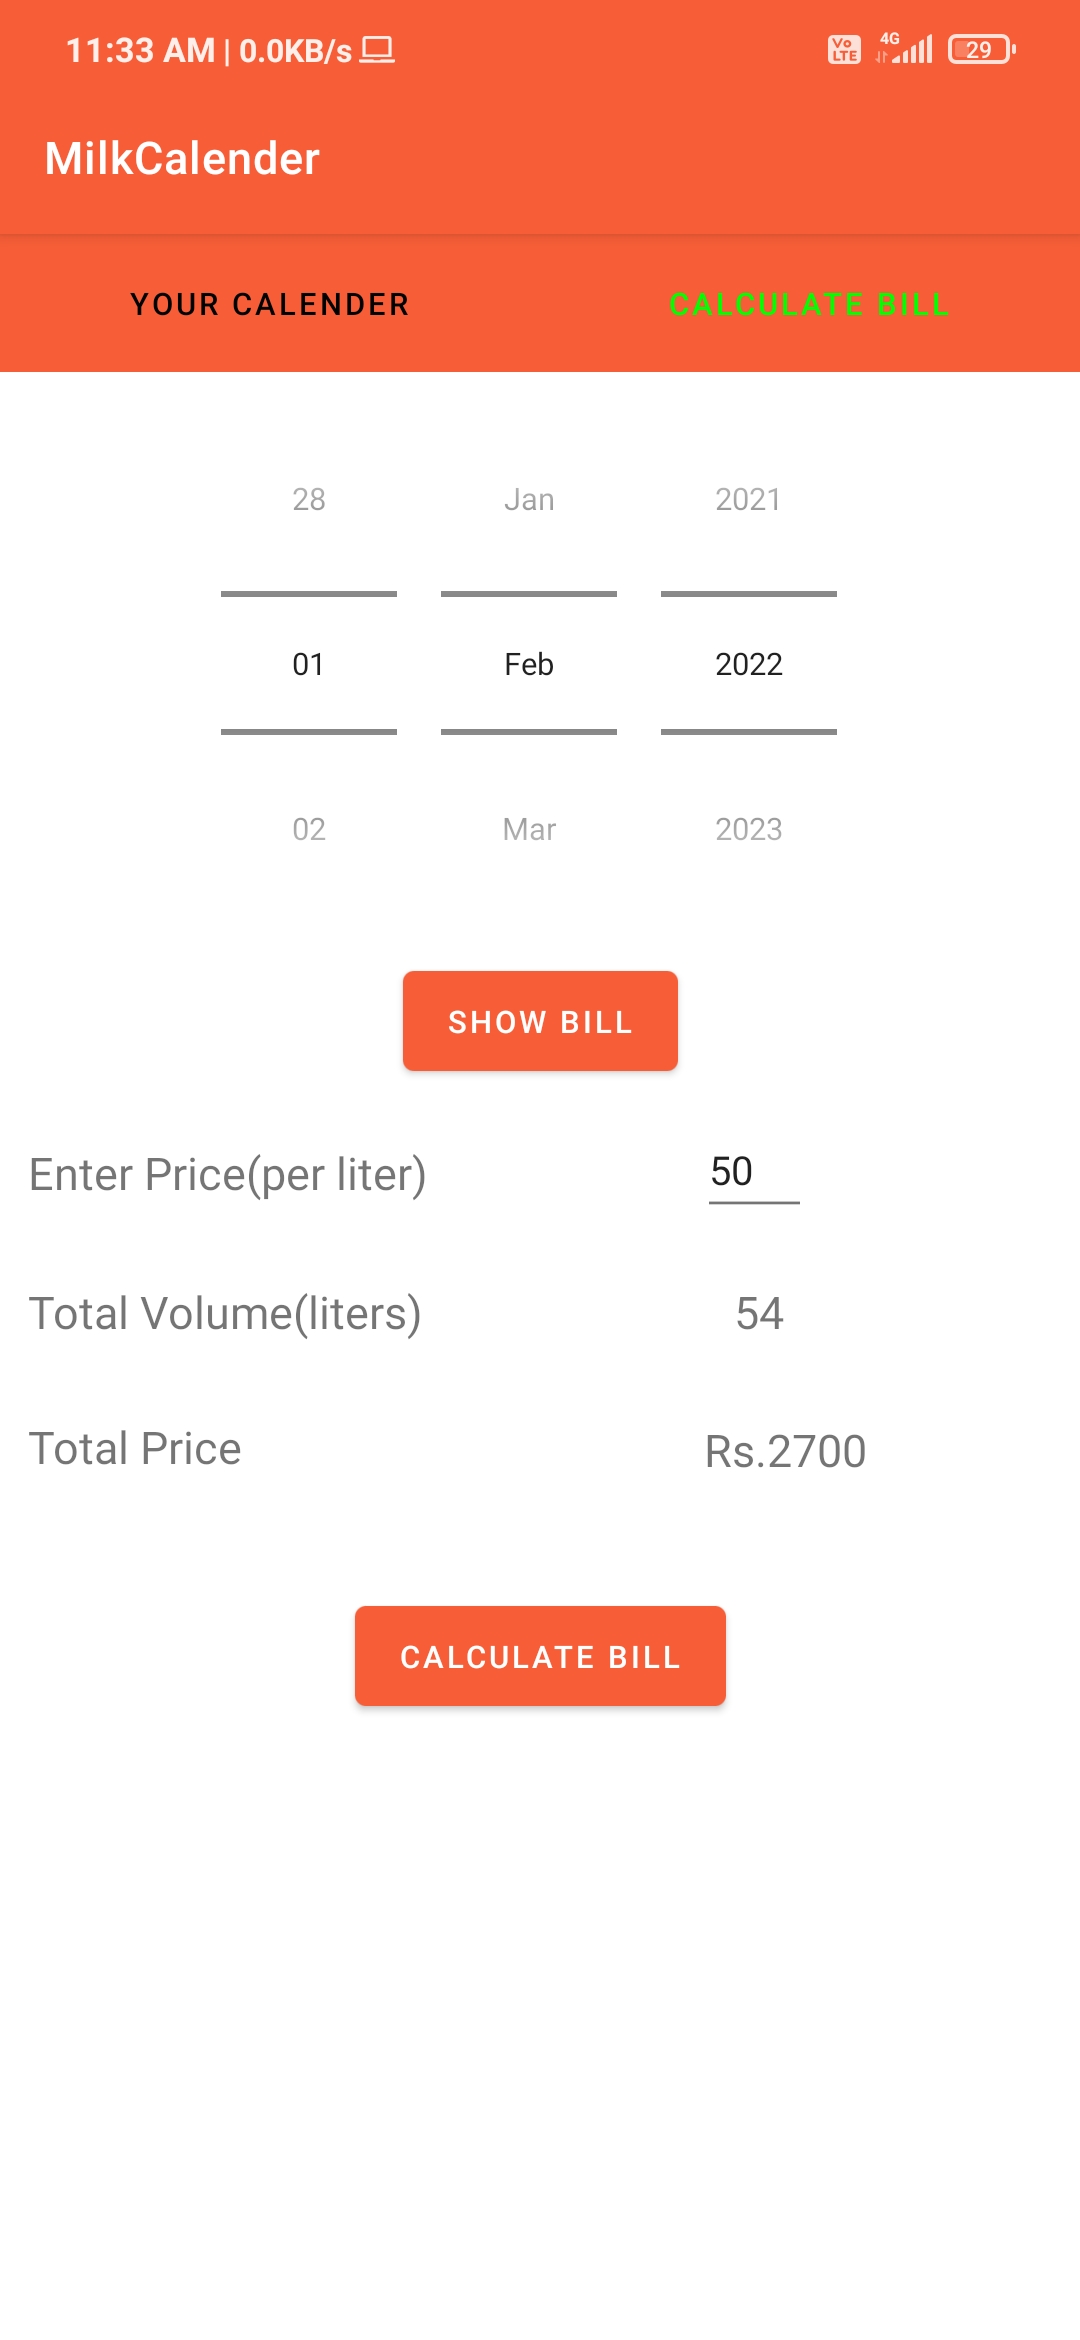 11:33 AM | 0.0KB/s Vo LTE 4G 29
MilkCalender
YOUR CALENDER CALCULATE BILL
28 Jan 2021
01 Feb 2022
02 Mar 2023
SHOW BILL
Enter Price(per liter) 50
Total Volume(liters) 54
Total Price Rs.2700
CALCULATE BILL